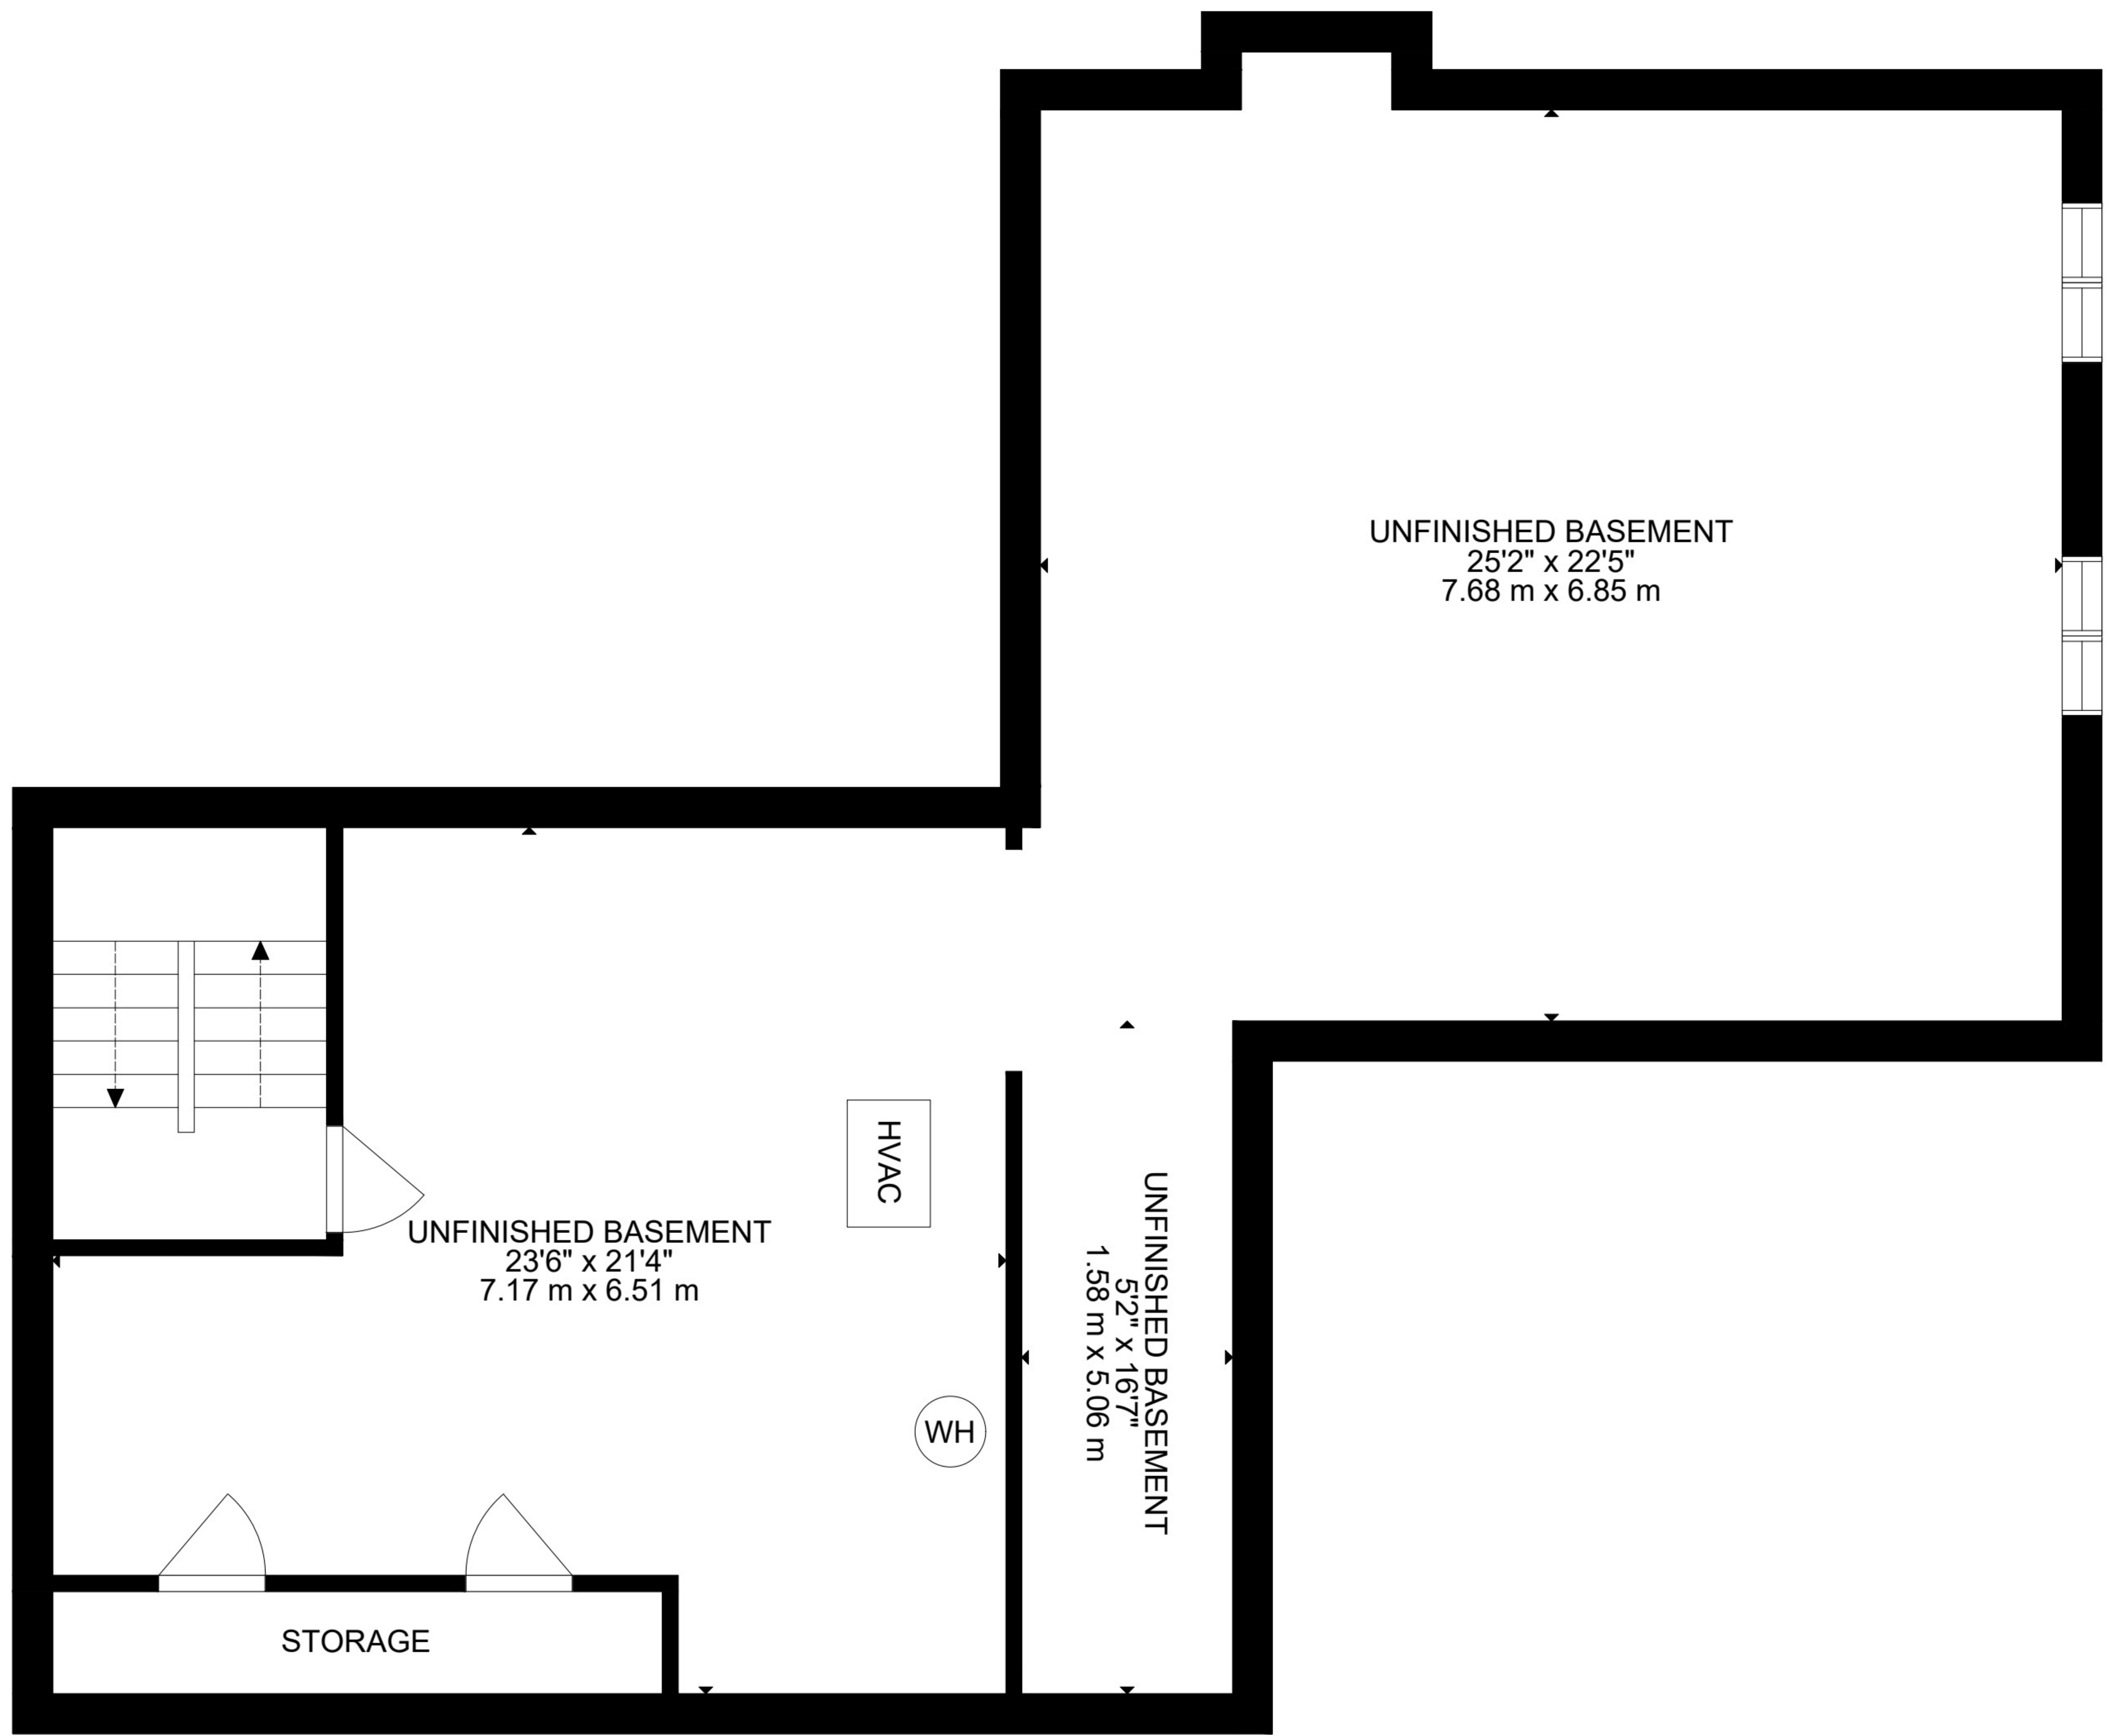 UNFINISHED BASEMENT
25'2" x 22'5"
7.68 m x 6.85 m
HVAC
UNFINISHED BASEMENT
23'6" x 21'4"
7.17 m x 6.51 m
UNFINISHED BASEMENT
5'2" x 16'7"
1.58 m x 5.06 m
WH
STORAGE